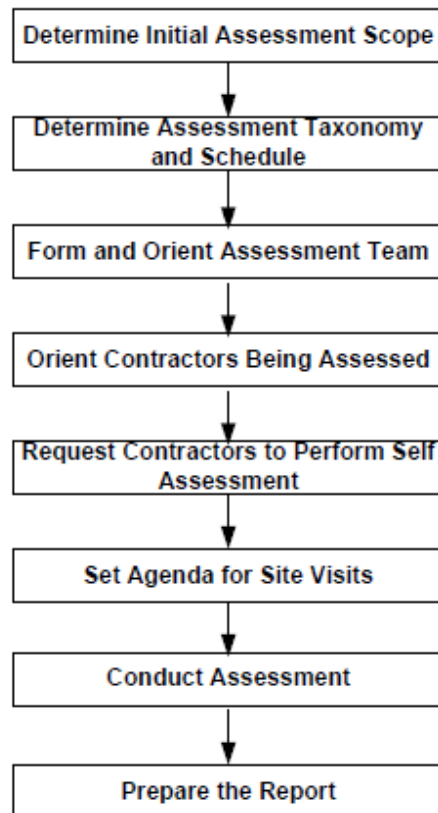 Determine Initial Assessment Scope
Determine Assessment Taxonomy
and Schedule
Form and Orient Assessment Team
Orient Contractors Being Assessed
Request Contractors to Perform Self
Assessment
Set Agenda for Site Visits
Conduct Assessment
Prepare the Report